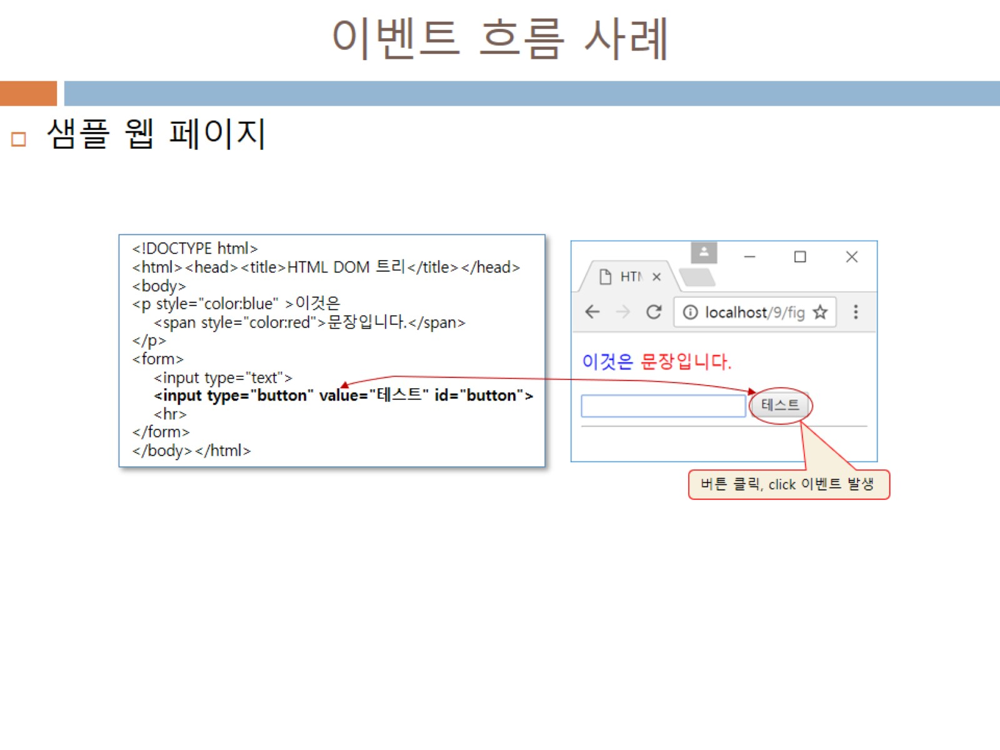 이벤트 흐름 사례
샘플 웹 페이지
<!DOCTYPE html>
<html><head><title>HTML DOM 트리</title></head>
<body>
<p style="color:blue" >이것은
<span style="color:red">문장입니다.</span>
</p>
<form>
<input type="text">
<input type="button" value="테스트" id="button">
<hr>
</form>
</body></html>
HTM
localhost/9/fig
이것은 문장입니다.
테스트
버튼 클릭, click 이벤트 발생